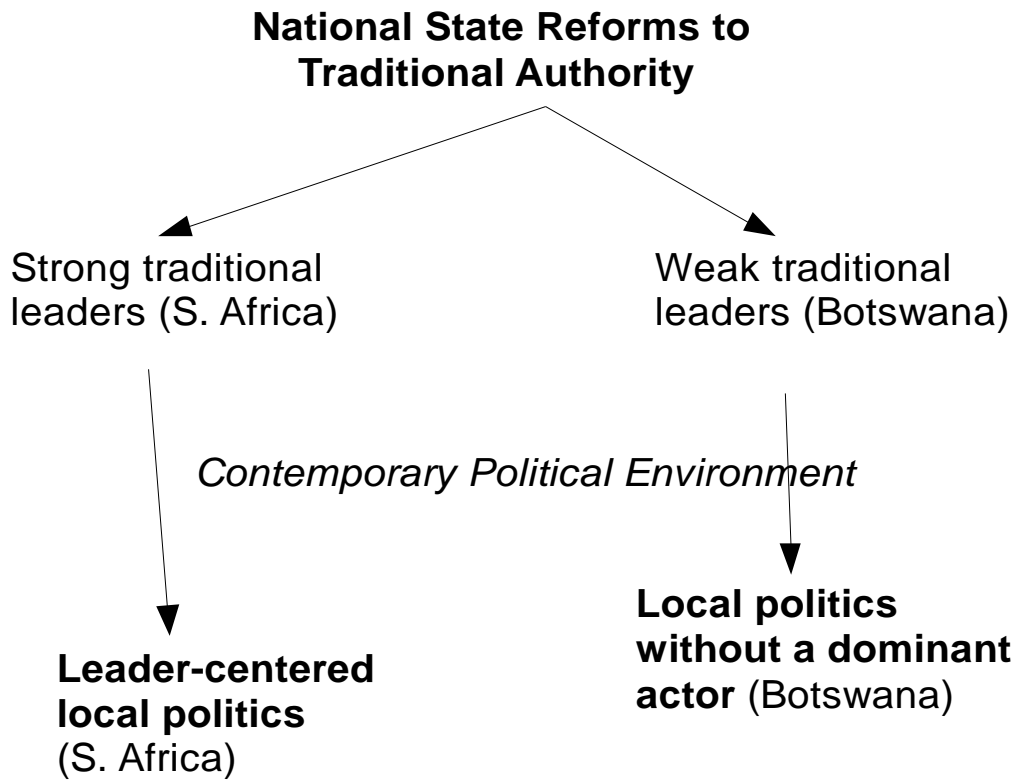 National State Reforms to
Traditional Authority
Strong traditional
leaders (S. Africa)
Weak traditional
leaders (Botswana)
Contemporary Political Environment
Leader-centered
local politics
(S. Africa)
Local politics
without a dominant
actor (Botswana)